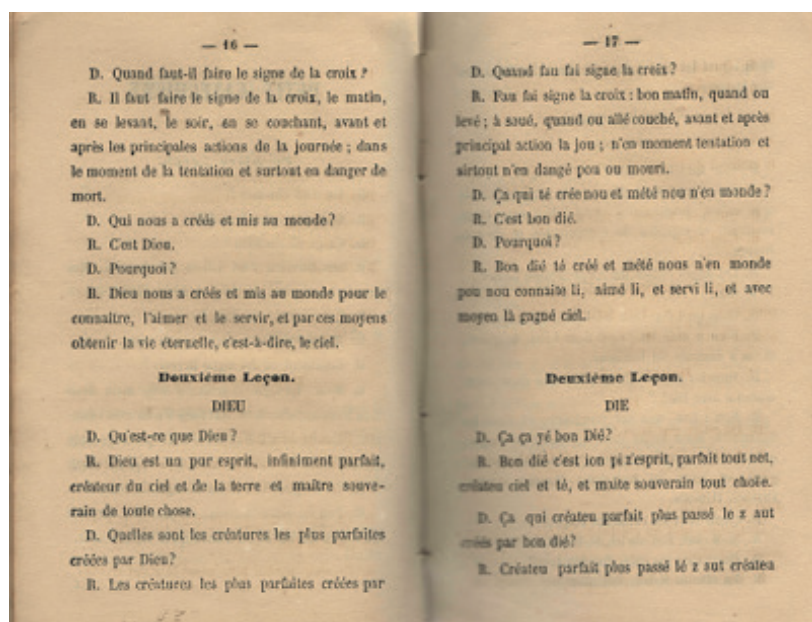 — 16 —
D. Quand faut-il faire le signe de la croix ?
R. Il faut faire le signe de la croix, le matin,
en se levant, le soir, en se couchant, avant et
après les principales actions de la journée ; dans
le moment de la tentation et surtout en danger de
mort.
D. Qui nous a créés et mis au monde ?
R. C'est Dieu.
D. Pourquoi ?
R. Dieu nous a créés et mis au monde pour le
connaître, l'aimer et le servir, et par ces moyens
obtenir la vie éternelle, c'est-à-dire, le ciel.
Deuxième Leçon.
DIEU
D. Qu'est-ce que Dieu ?
R. Dieu est un pur esprit, infiniment parfait,
créateur du ciel et de la terre et maître souve-
rain de toute chose.
D. Quelles sont les créatures les plus parfaites
créées par Dieu?
R. Les créatures les plus parfaites créées par
— 17 —
D. Quand fau fai signe la croix ?
R. Fau fai signe la croix : bon matin, quand ou
levé ; à soué, quand ou allé couché, avant et après
principal action la jou ; n'en moment tentation et
sirtout n'en dangé pou ou mouri.
D. Ça qui té crée nou et mété nou n'en monde ?
R. C'est bon dié.
D. Pourquoi ?
R. Bon dié té créé et mété nous n'en monde
pou nou connaite li, aimé li, et servi li, et avec
moyen là gagné ciel.
Deuxième Leçon.
DIE
D. Ça ça yé bon Dié?
R. Bon dié c'est ion pi z'esprit, parfait tout net,
créateu ciel et té, et maite souverain tout chose.
D. Ça qui créateu parfait plus passé le z aut
créés par bon dié?
R. Créateu parfait plus passé lé z aut créatea